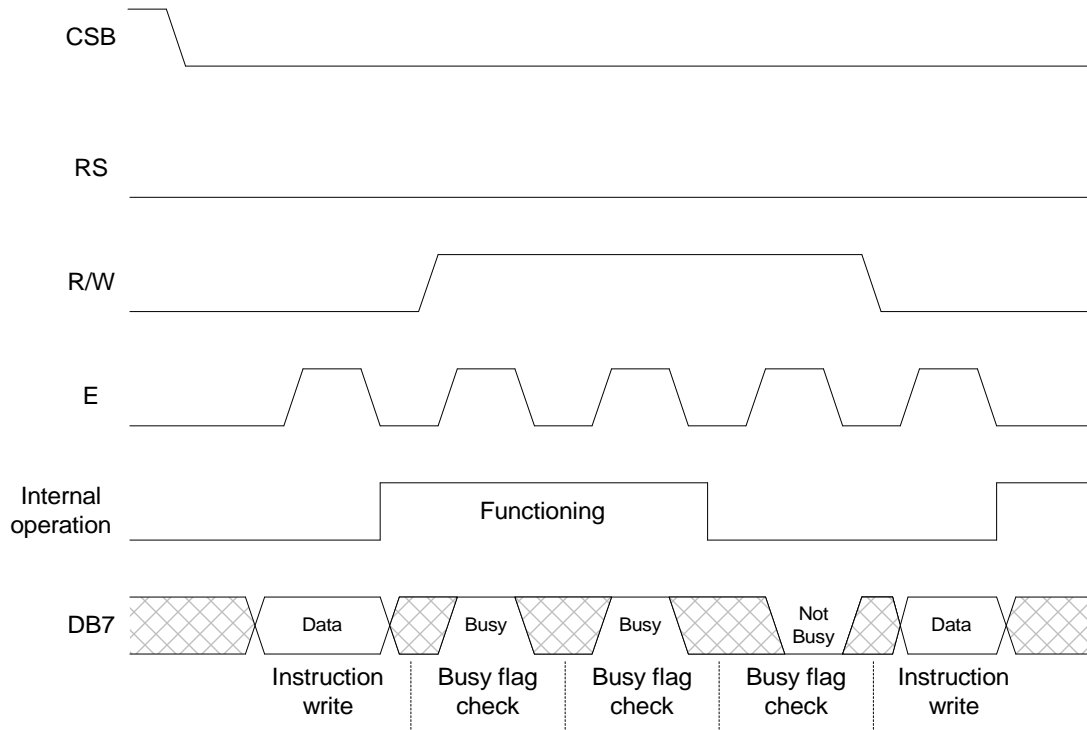 CSB
RS
R/W
E
Internal
operation
Functioning
DB7
Data
Busy
Busy
Not
Busy
Data
Instruction
write
Busy flag
check
Busy flag
check
Busy flag
check
Instruction
write